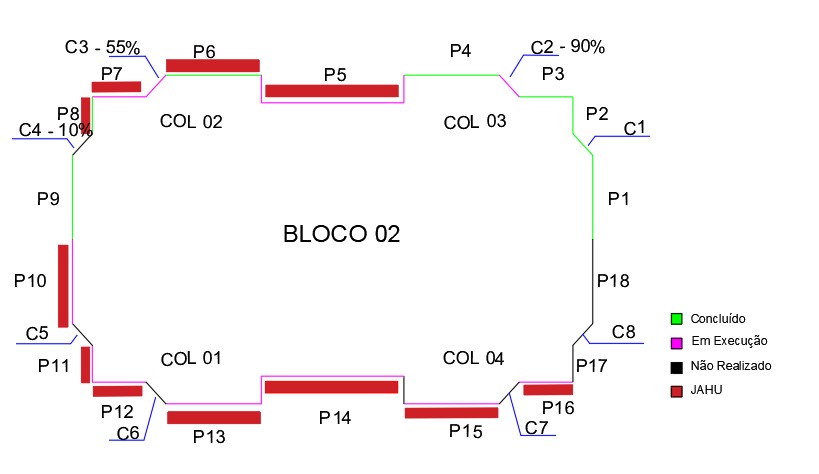 C3 - 55%
P6
P4
C2 - 90%
P7
P5
P3
P8
COL 02
COL 03
P2
C4 - 10%
C1
P9
P1
BLOCO 02
P10
P18
Concluído
C5
C8
Em Execução
P11
COL 01
COL 04
P17
Não Realizado
JAHU
P12
P16
C6
P13
P14
P15
C7